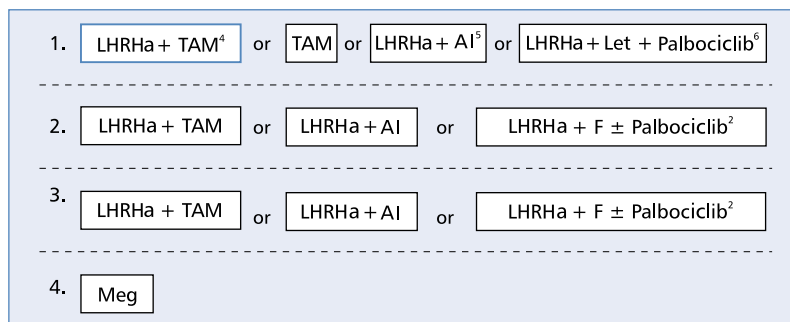 1. LHRHa + TAM⁴ or TAM or LHRHa + AI⁵ or LHRHa + Let + Palbociclib⁶
2. LHRHa + TAM or LHRHa + AI or LHRHa + F ± Palbociclib²
3. LHRHa + TAM or LHRHa + AI or LHRHa + F ± Palbociclib²
4. Meg